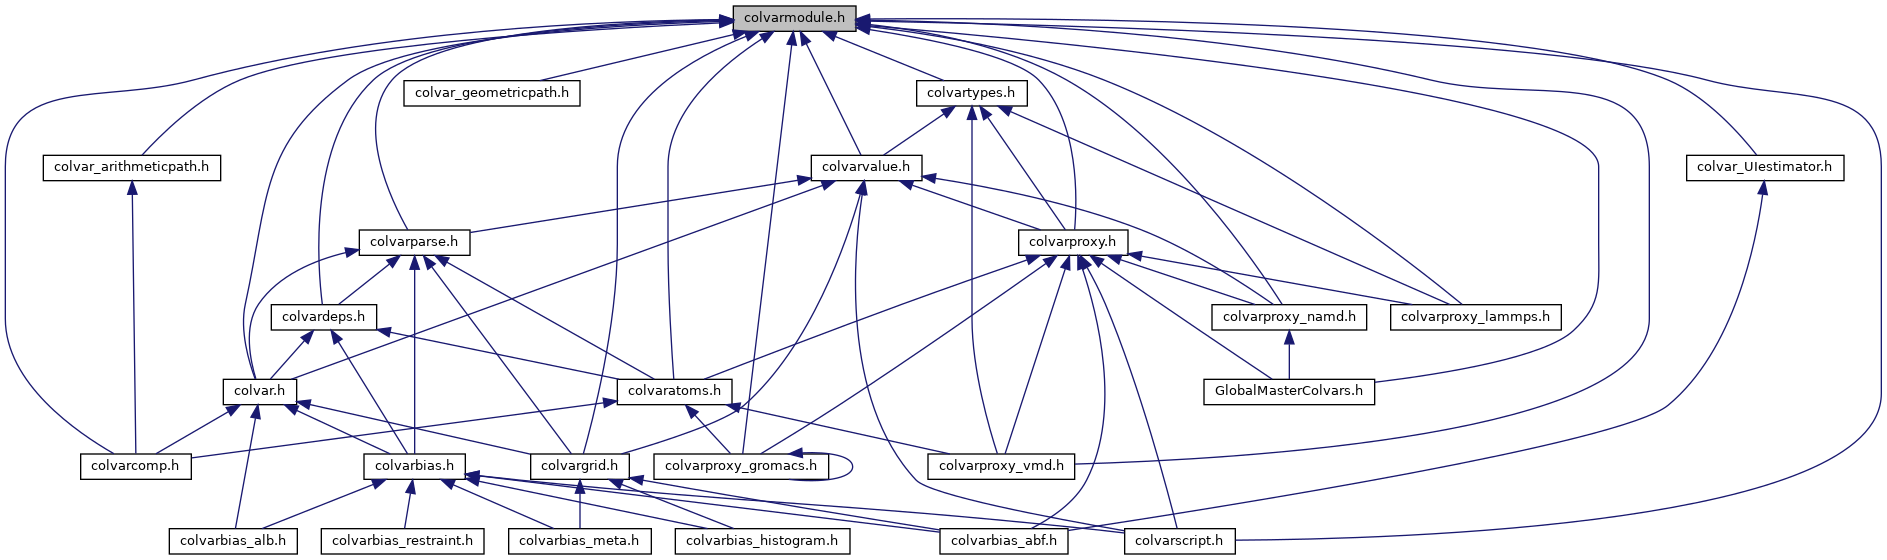 colvarmodule.h
colvar_geometricpath.h
colvartypes.h
colvar_arithmeticpath.h
colvarvalue.h
colvar_UIestimator.h
colvarparse.h
colvarproxy.h
colvardeps.h
colvarproxy_namd.h
colvarproxy_lammps.h
colvar.h
colvaratoms.h
GlobalMasterColvars.h
colvarcomp.h
colvarbias.h
colvargrid.h
colvarproxy_gromacs.h
colvarproxy_vmd.h
colvarbias_alb.h
colvarbias_restraint.h
colvarbias_meta.h
colvarbias_histogram.h
colvarbias_abf.h
colvarscript.h